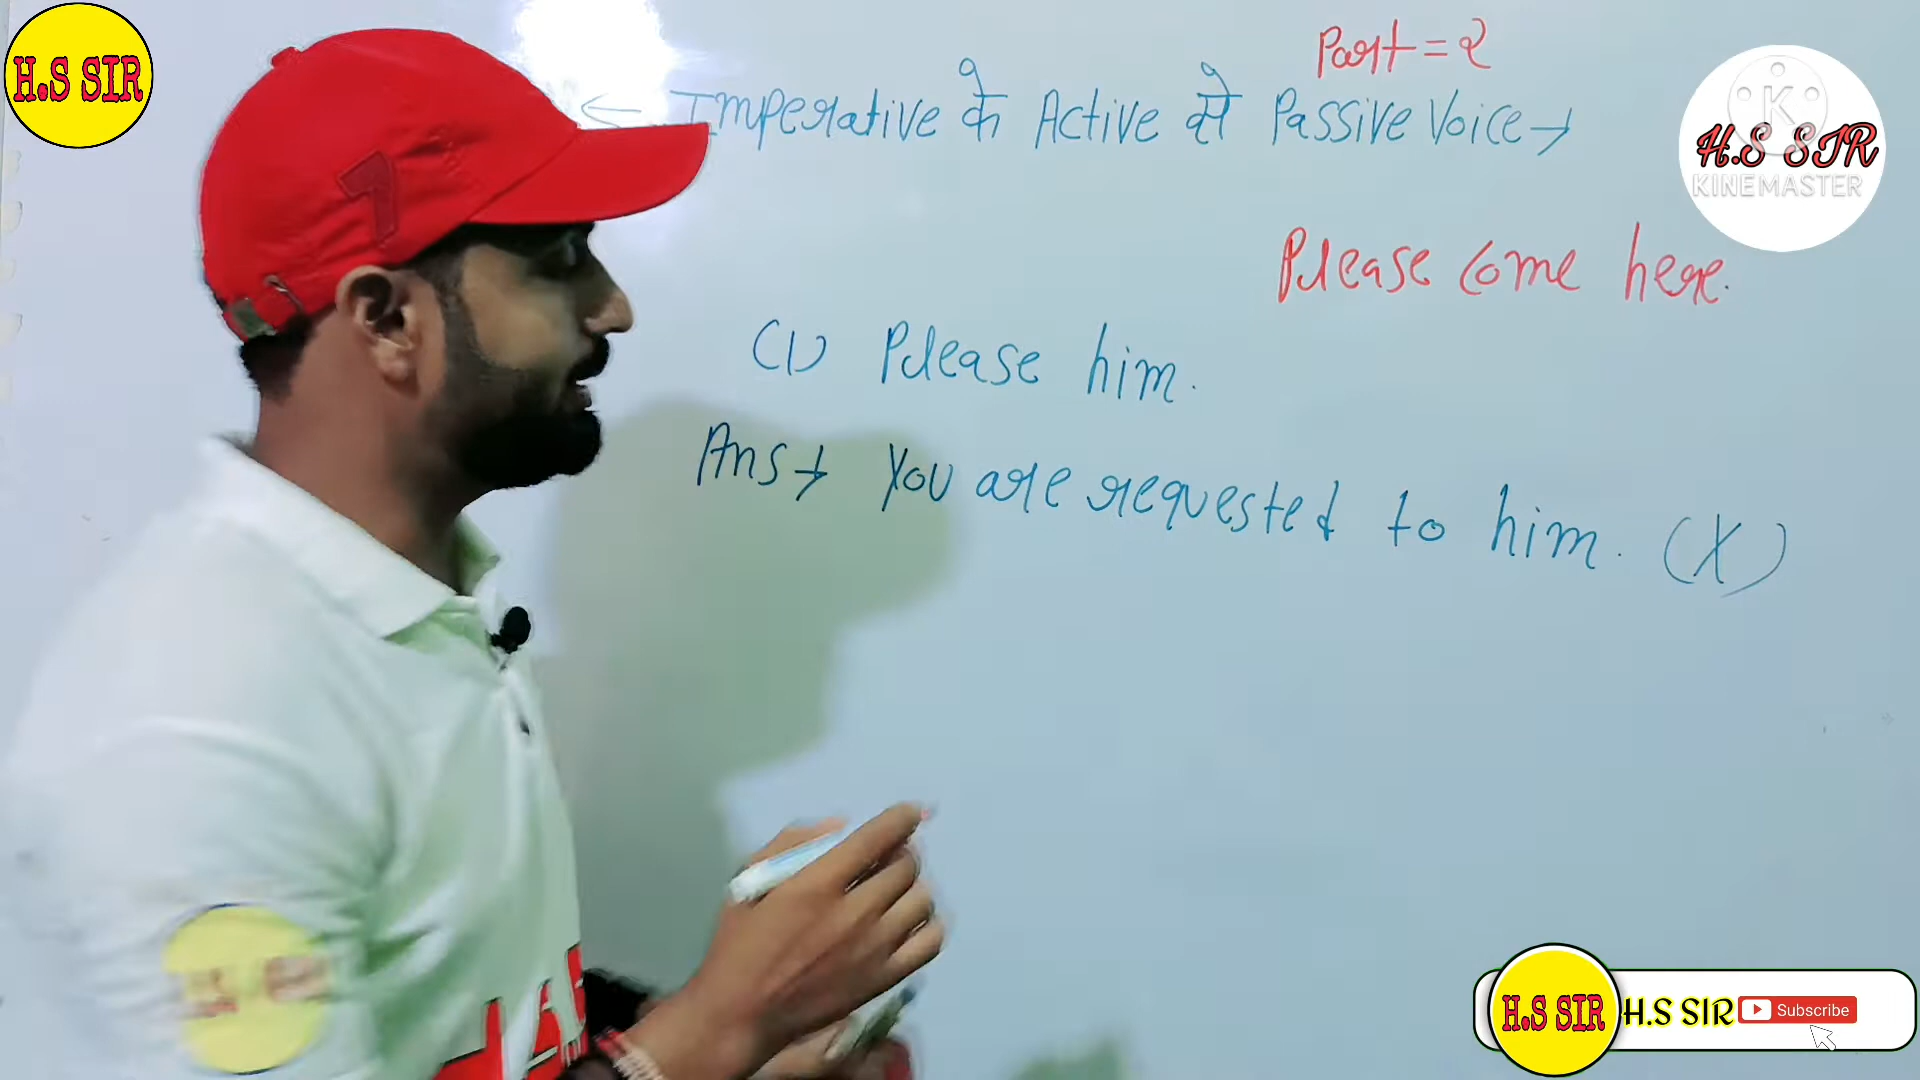 H.S SIR
Part = 2
← Imperative के Active से Passive Voice →
H.S SIR
KINEMASTER
Please come here.
(1) Please him.
Ans → You are requested to him. (X)
H.S SIR
H.S SIR
Subscribe